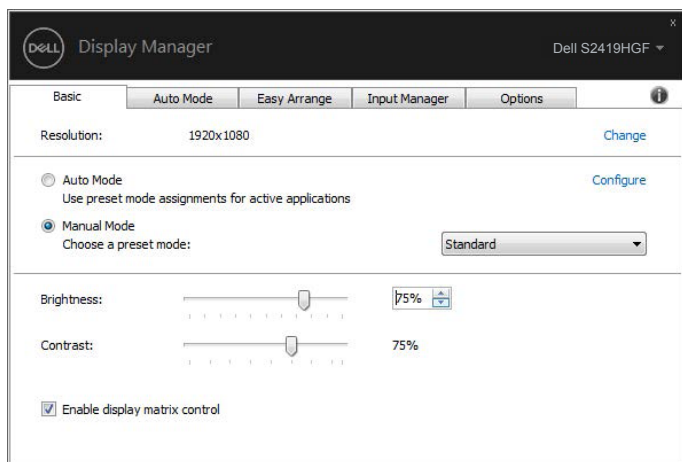 x
DELL Display Manager Dell S2419HGF
Basic Auto Mode Easy Arrange Input Manager Options i
Resolution: 1920x1080 Change
Auto Mode Configure
Use preset mode assignments for active applications
Manual Mode
Choose a preset mode: Standard
Brightness: 75%
Contrast: 75%
Enable display matrix control